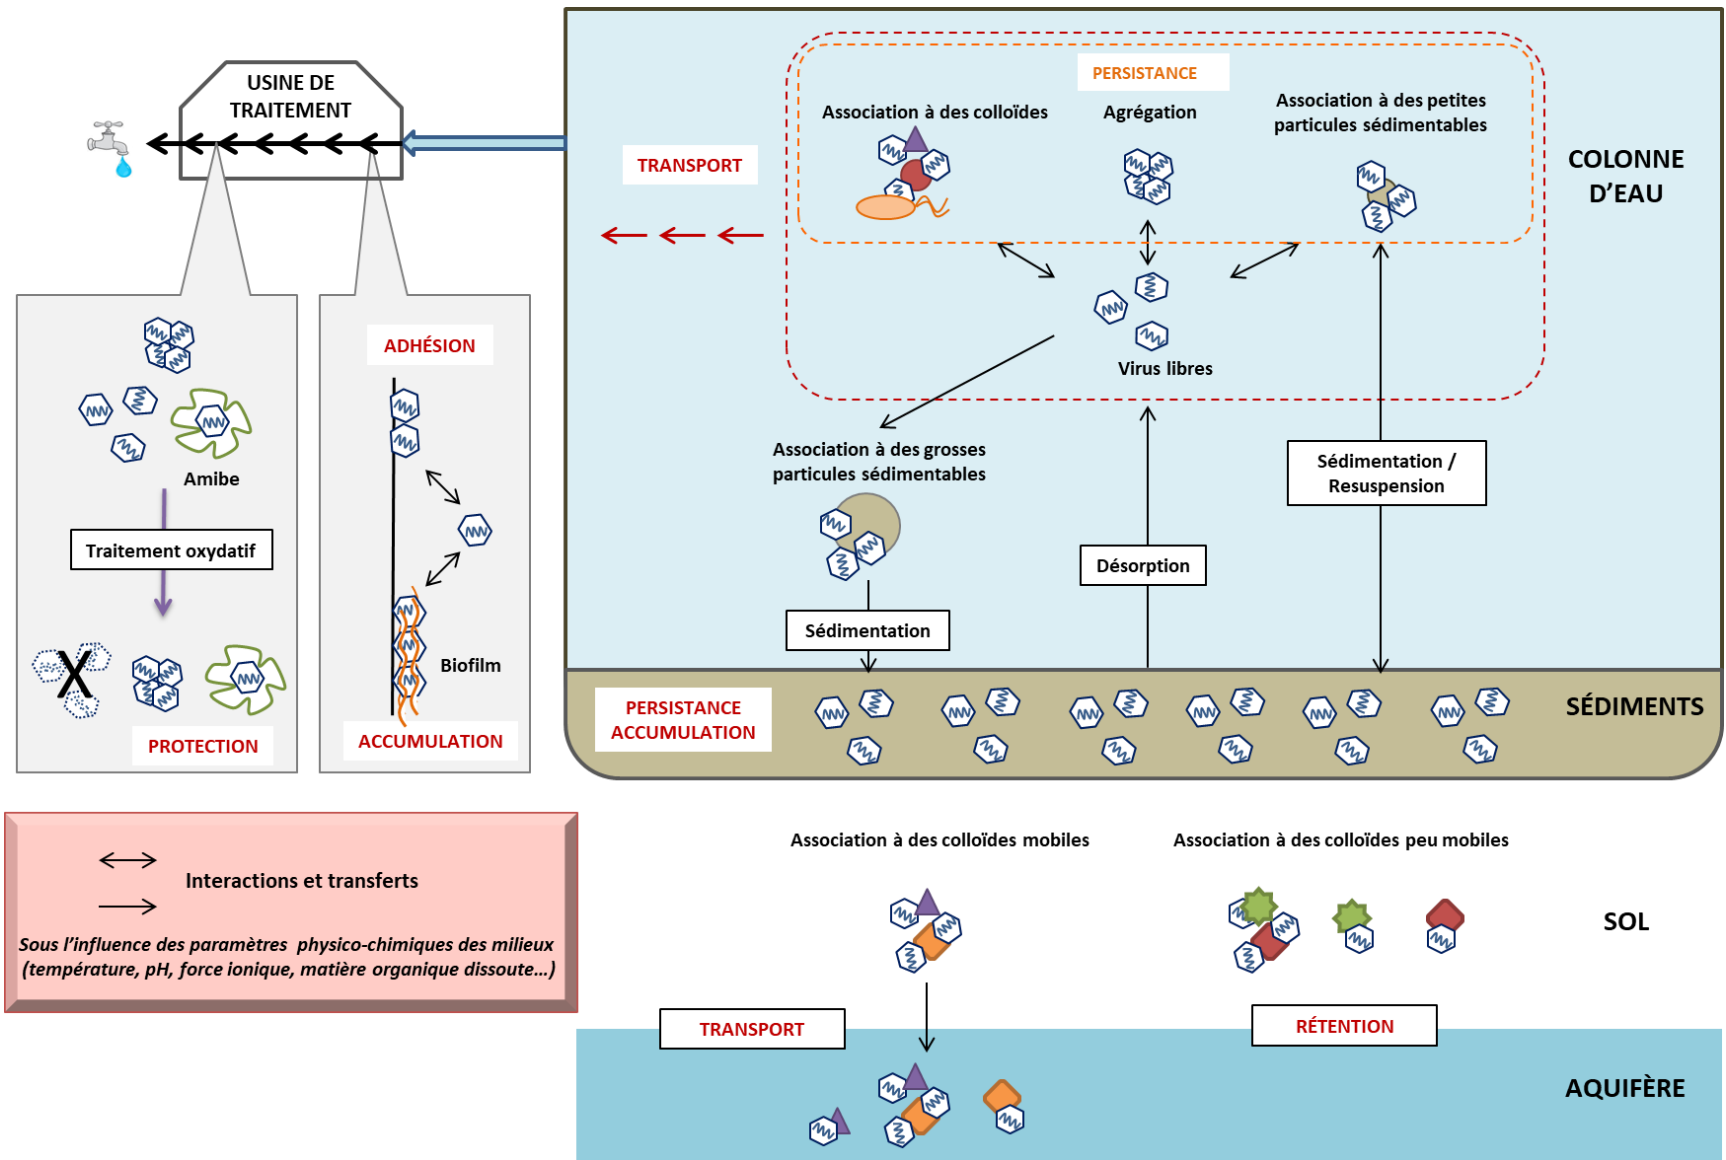 USINE DE
TRAITEMENT
PERSISTANCE
Association à des colloïdes
Agrégation
Association à des petites
particules sédimentables
TRANSPORT
COLONNE
D’EAU
Virus libres
ADHÉSION
Amibe
Traitement oxydatif
Biofilm
PROTECTION
ACCUMULATION
Association à des grosses
particules sédimentables
Sédimentation /
Resuspension
Désorption
Sédimentation
PERSISTANCE
ACCUMULATION
SÉDIMENTS
Interactions et transferts
Sous l’influence des paramètres physico-chimiques des milieux
(température, pH, force ionique, matière organique dissoute…)
Association à des colloïdes mobiles
Association à des colloïdes peu mobiles
SOL
TRANSPORT
RÉTENTION
AQUIFÈRE